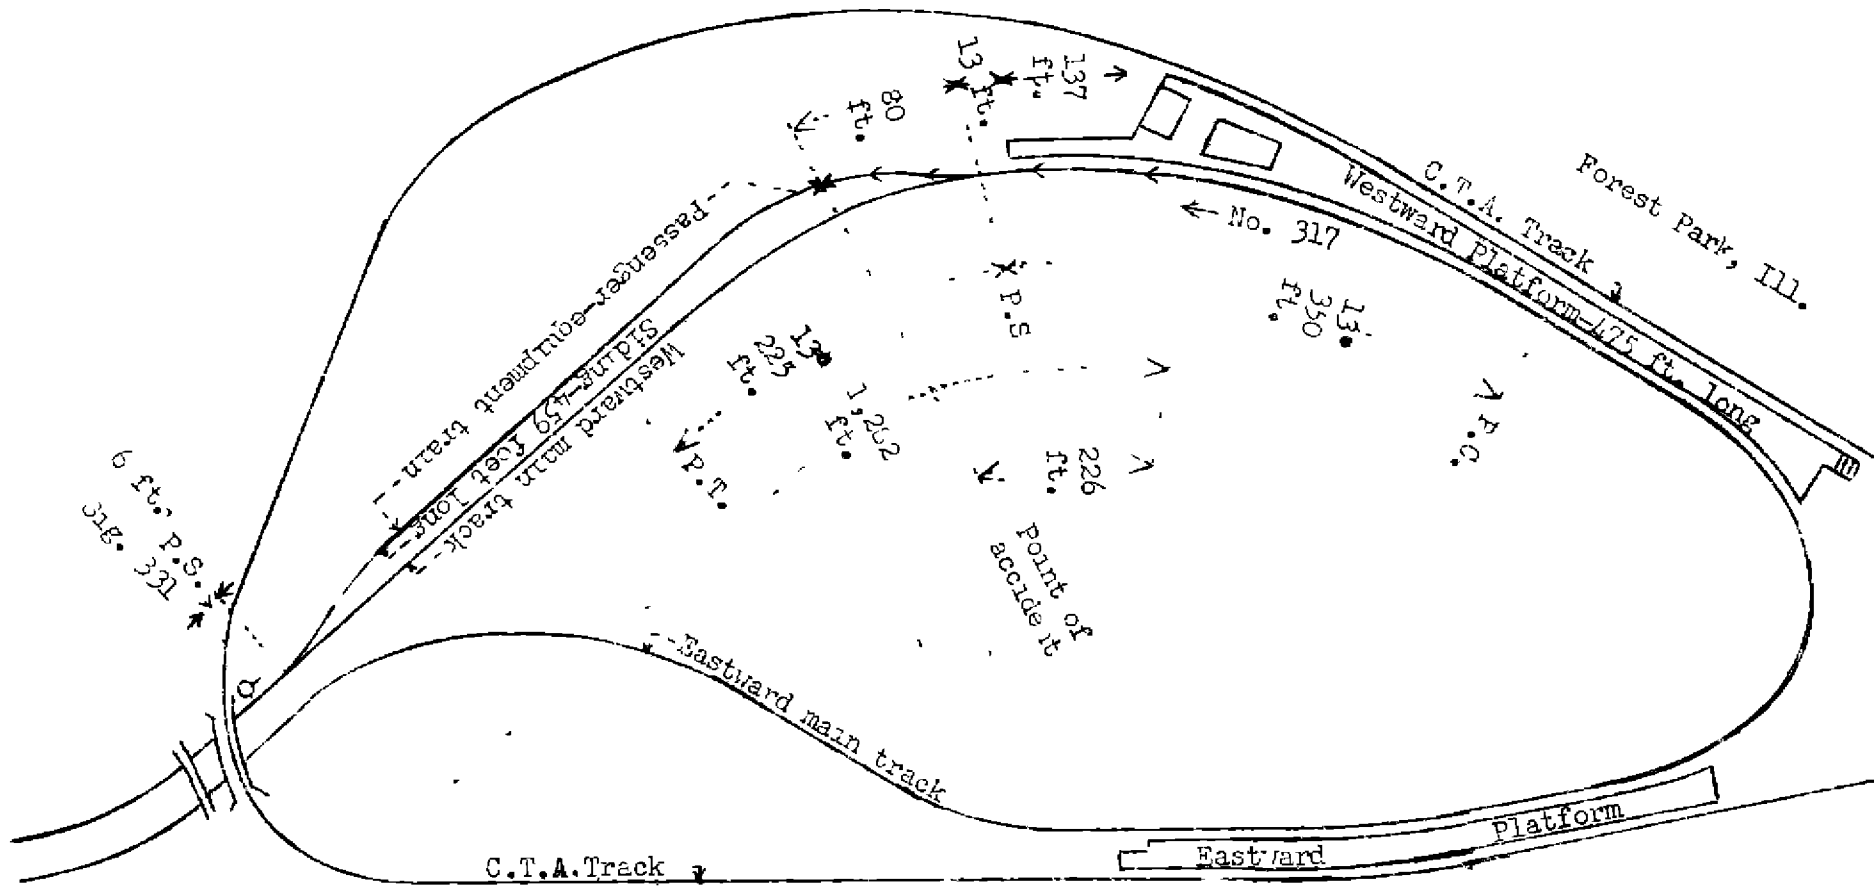 13
ft.
137
ft.
80
ft.
Forest Park, Ill.
C.T.A. Track
Westward Platform-475 ft. long
No. 317
Passenger-equipment train
Siding-459 feet long
Westward main track
P.S
13°
350
ft.
13°
225
ft.
1,262
ft.
P.C.
P.T.
226
ft.
Point of
accident
6 ft. P.S.
Sig. 331
Eastward main track
Platform
Eastward
C.T.A.Track